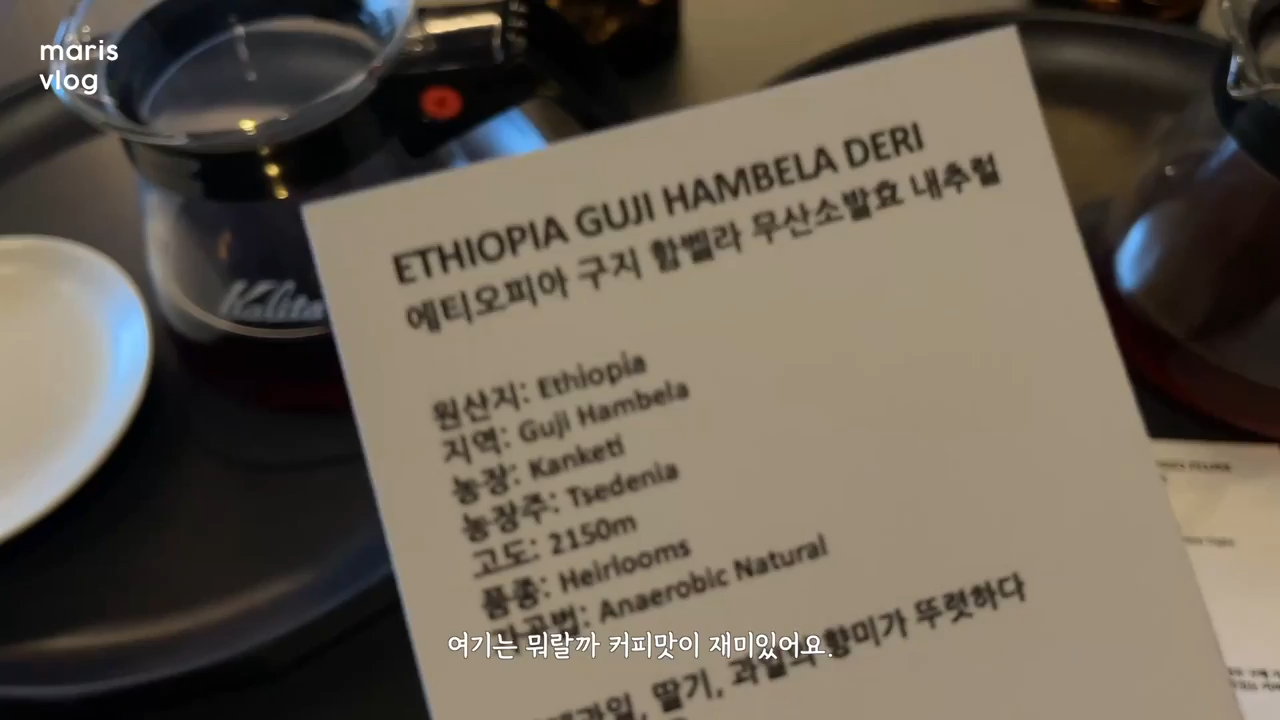 maris
vlog
Kalita
ETHIOPIA GUJI HAMBELA DERI
에티오피아 구지 함벨라 무산소발효 내추럴
원산지: Ethiopia
지역: Guji Hambela
농장: Kanketi
농장주: Tsedenia
고도: 2150m
품종: Heirlooms
Anaerobic Natural
여기는 뭐랄까 커피맛이 재미있어요.
딸기, 향미가 뚜렷하다